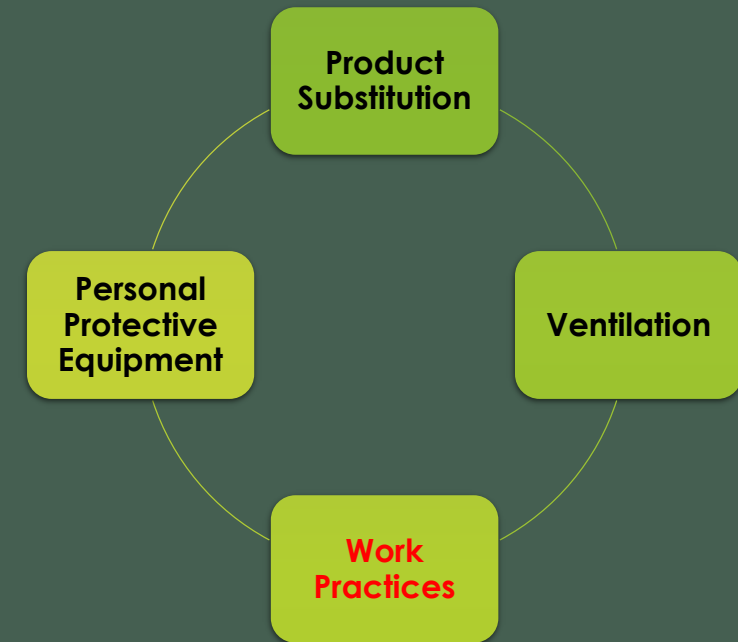 Product
Substitution
Personal
Protective
Equipment
Ventilation
Work
Practices